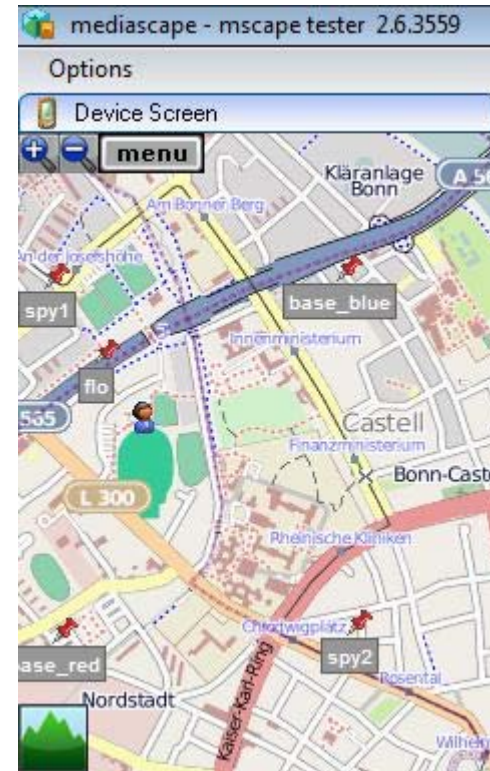 mediascape - mscape tester 2.6.3559
Options
Device Screen
menu
Kläranlage
Bonn
A 56
Am Bonner Berg
An der Josefshöhe
spy1
base_blue
Innenministerium
flo
565
Castell
Finanzministerium
Bonn-Cast
L 300
Rheinische Kliniken
Chlodwigplatz
spy2
ase_red
Rosental
Nordstadt
Kaiser-Karl-Ring
Wilhelm